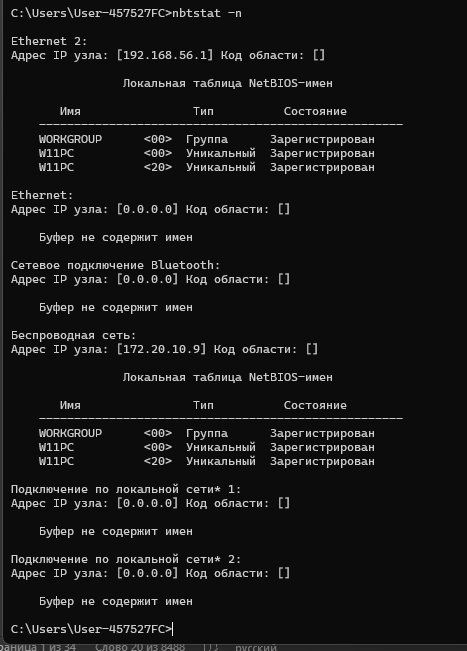 C:\Users\User-457527FC>nbtstat -n
Ethernet 2:
Адрес IP узла: [192.168.56.1] Код области: []
Локальная таблица NetBIOS-имен
Имя Тип Состояние
---------------------------------------------
WORKGROUP <00> Группа Зарегистрирован
W11PC <00> Уникальный Зарегистрирован
W11PC <20> Уникальный Зарегистрирован
Ethernet:
Адрес IP узла: [0.0.0.0] Код области: []
Буфер не содержит имен
Сетевое подключение Bluetooth:
Адрес IP узла: [0.0.0.0] Код области: []
Буфер не содержит имен
Беспроводная сеть:
Адрес IP узла: [172.20.10.9] Код области: []
Локальная таблица NetBIOS-имен
Имя Тип Состояние
---------------------------------------------
WORKGROUP <00> Группа Зарегистрирован
W11PC <00> Уникальный Зарегистрирован
W11PC <20> Уникальный Зарегистрирован
Подключение по локальной сети* 1:
Адрес IP узла: [0.0.0.0] Код области: []
Буфер не содержит имен
Подключение по локальной сети* 2:
Адрес IP узла: [0.0.0.0] Код области: []
Буфер не содержит имен
C:\Users\User-457527FC>
раница 1 из 34 Слово 20 из 8488 русский